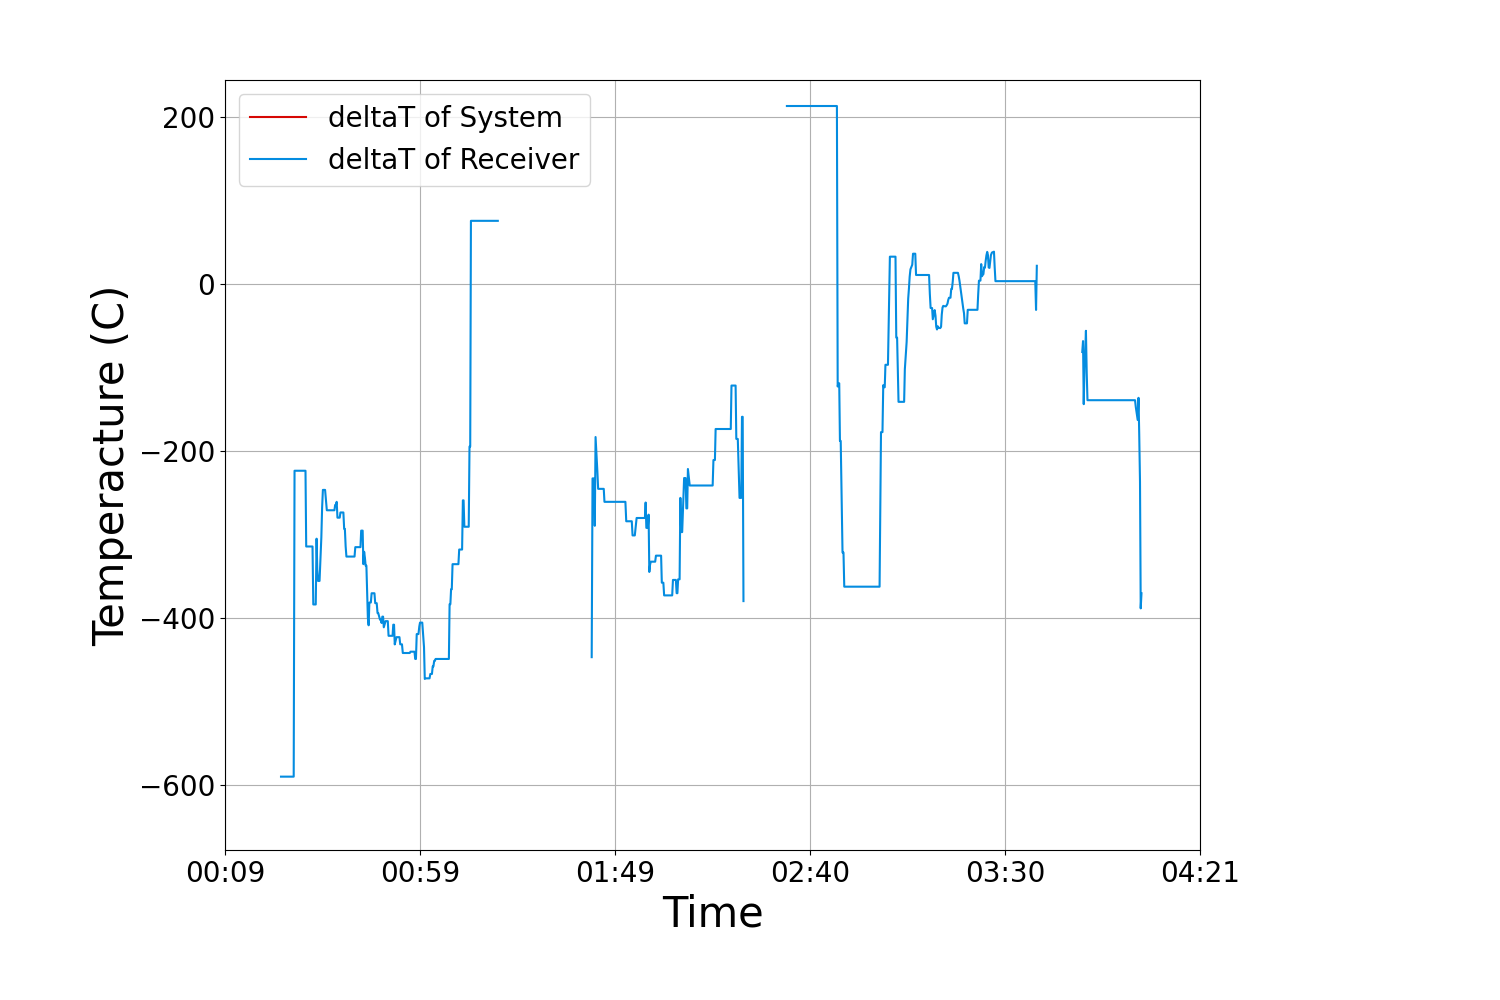 deltaT of System
deltaT of Receiver
200
0
−200
−400
−600
Temperacture (C)
00:09 00:59 01:49 02:40 03:30 04:21
Time